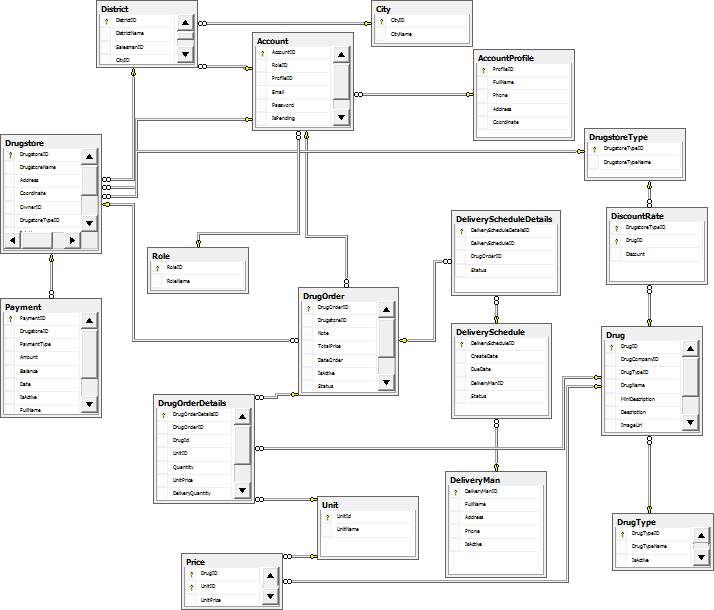 District
DistrictID
DistrictName
SalesmanID
CityID
City
CityID
CityName
Account
AccountID
RoleID
ProfileID
Email
Password
IsPending
AccountProfile
ProfileID
FullName
Phone
Address
Coordinate
Drugstore
DrugstoreID
DrugstoreName
Address
Coordinate
OwnerID
DrugstoreTypeID
DrugstoreType
DrugstoreTypeID
DrugstoreTypeName
Role
RoleID
RoleName
DeliveryScheduleDetails
DeliveryScheduleDetailsID
DeliveryScheduleID
DrugOrderID
Status
DiscountRate
DrugstoreTypeID
DrugID
Discount
Payment
PaymentID
DrugstoreID
PaymentType
Amount
Balance
Date
IsActive
FullName
DrugOrder
DrugOrderID
DrugstoreID
Note
TotalPrice
DateOrder
IsActive
Status
DeliverySchedule
DeliveryScheduleID
CreateDate
DueDate
DeliveryManID
Status
Drug
DrugID
DrugCompanyID
DrugTypeID
DrugName
MiniDescription
Description
ImageUrl
DrugOrderDetails
DrugOrderDetailsID
DrugOrderID
DrugId
UnitID
Quantity
UnitPrice
DeliveryQuantity
DeliveryMan
DeliveryManID
FullName
Address
Phone
IsActive
Unit
UnitId
UnitName
DrugType
DrugTypeID
DrugTypeName
IsActive
Price
DrugID
UnitID
UnitPrice